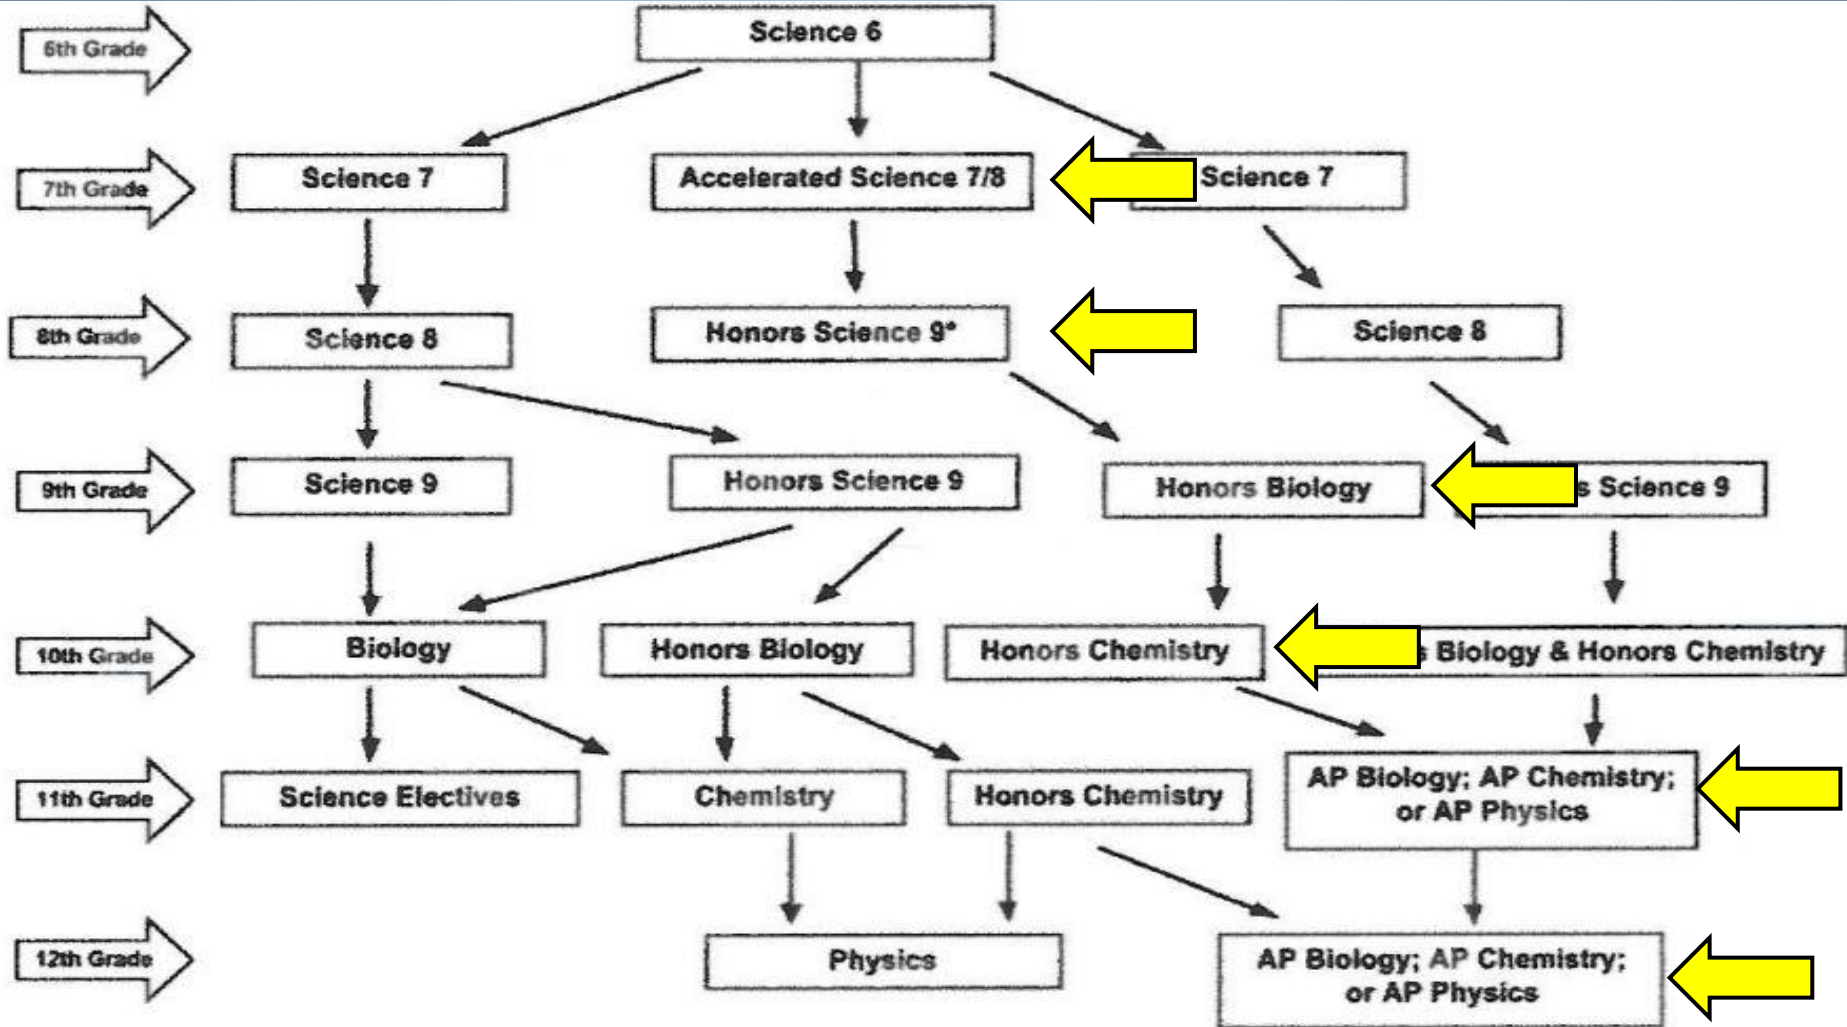 6th Grade
Science 6
7th Grade
Science 7
Accelerated Science 7/8
Science 7
8th Grade
Science 8
Honors Science 9*
Science 8
9th Grade
Science 9
Honors Science 9
Honors Biology
s Science 9
10th Grade
Biology
Honors Biology
Honors Chemistry
s Biology & Honors Chemistry
11th Grade
Science Electives
Chemistry
Honors Chemistry
AP Biology; AP Chemistry;
or AP Physics
12th Grade
Physics
AP Biology; AP Chemistry;
or AP Physics